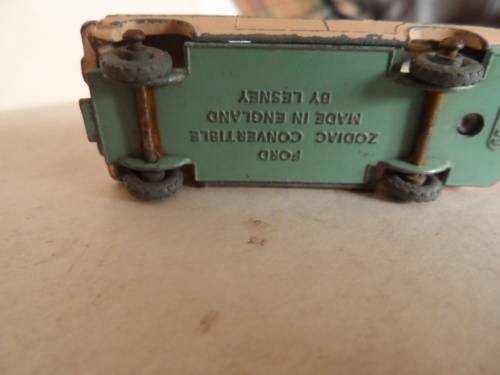 FORD
ZODIAC CONVERTIBLE
MADE IN ENGLAND
BY LESNEY